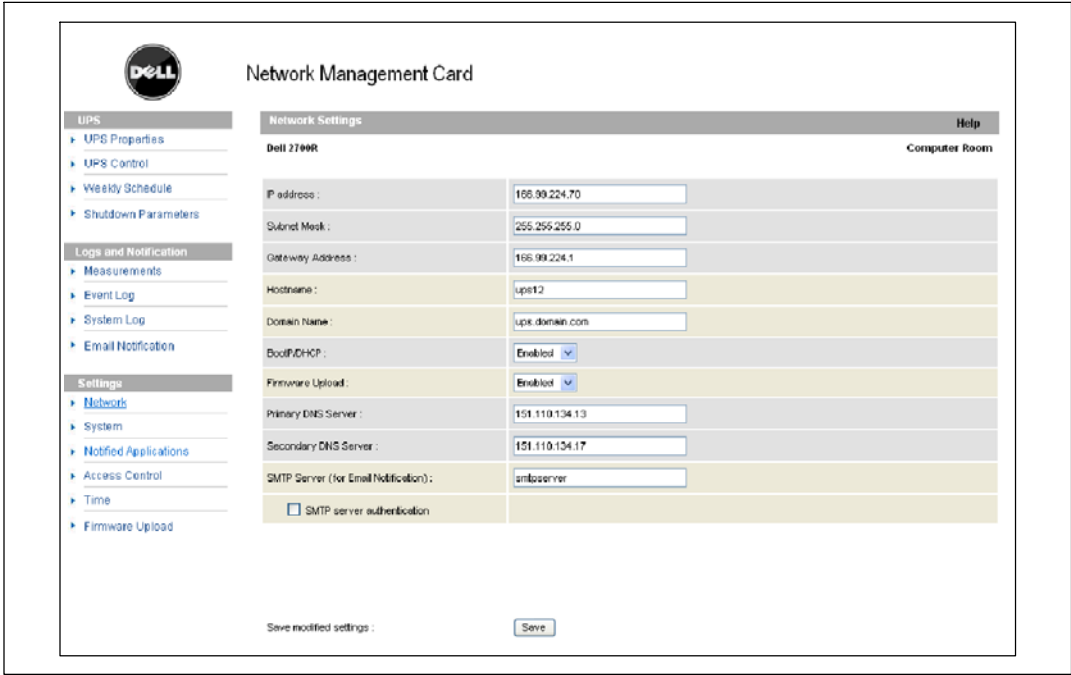 DELL
Network Management Card
UPS
UPS Properties
UPS Control
Weekly Schedule
Shutdown Parameters
Logs and Notification
Measurements
Event Log
System Log
Email Notification
Settings
Network
System
Notified Applications
Access Control
Time
Firmware Upload
Network Settings
Help
Dell 2700R Computer Room
IP address : 166.99.224.70
Subnet Mask : 255.255.255.0
Gateway Address : 166.99.224.1
Hostname : ups12
Domain Name : ups.domain.com
BootP/DHCP : Enabled
Firmware Upload : Enabled
Primary DNS Server : 151.110.134.13
Secondary DNS Server : 151.110.134.17
SMTP Server (for Email Notification) : smtpserver
SMTP server authentication
Save modified settings : Save